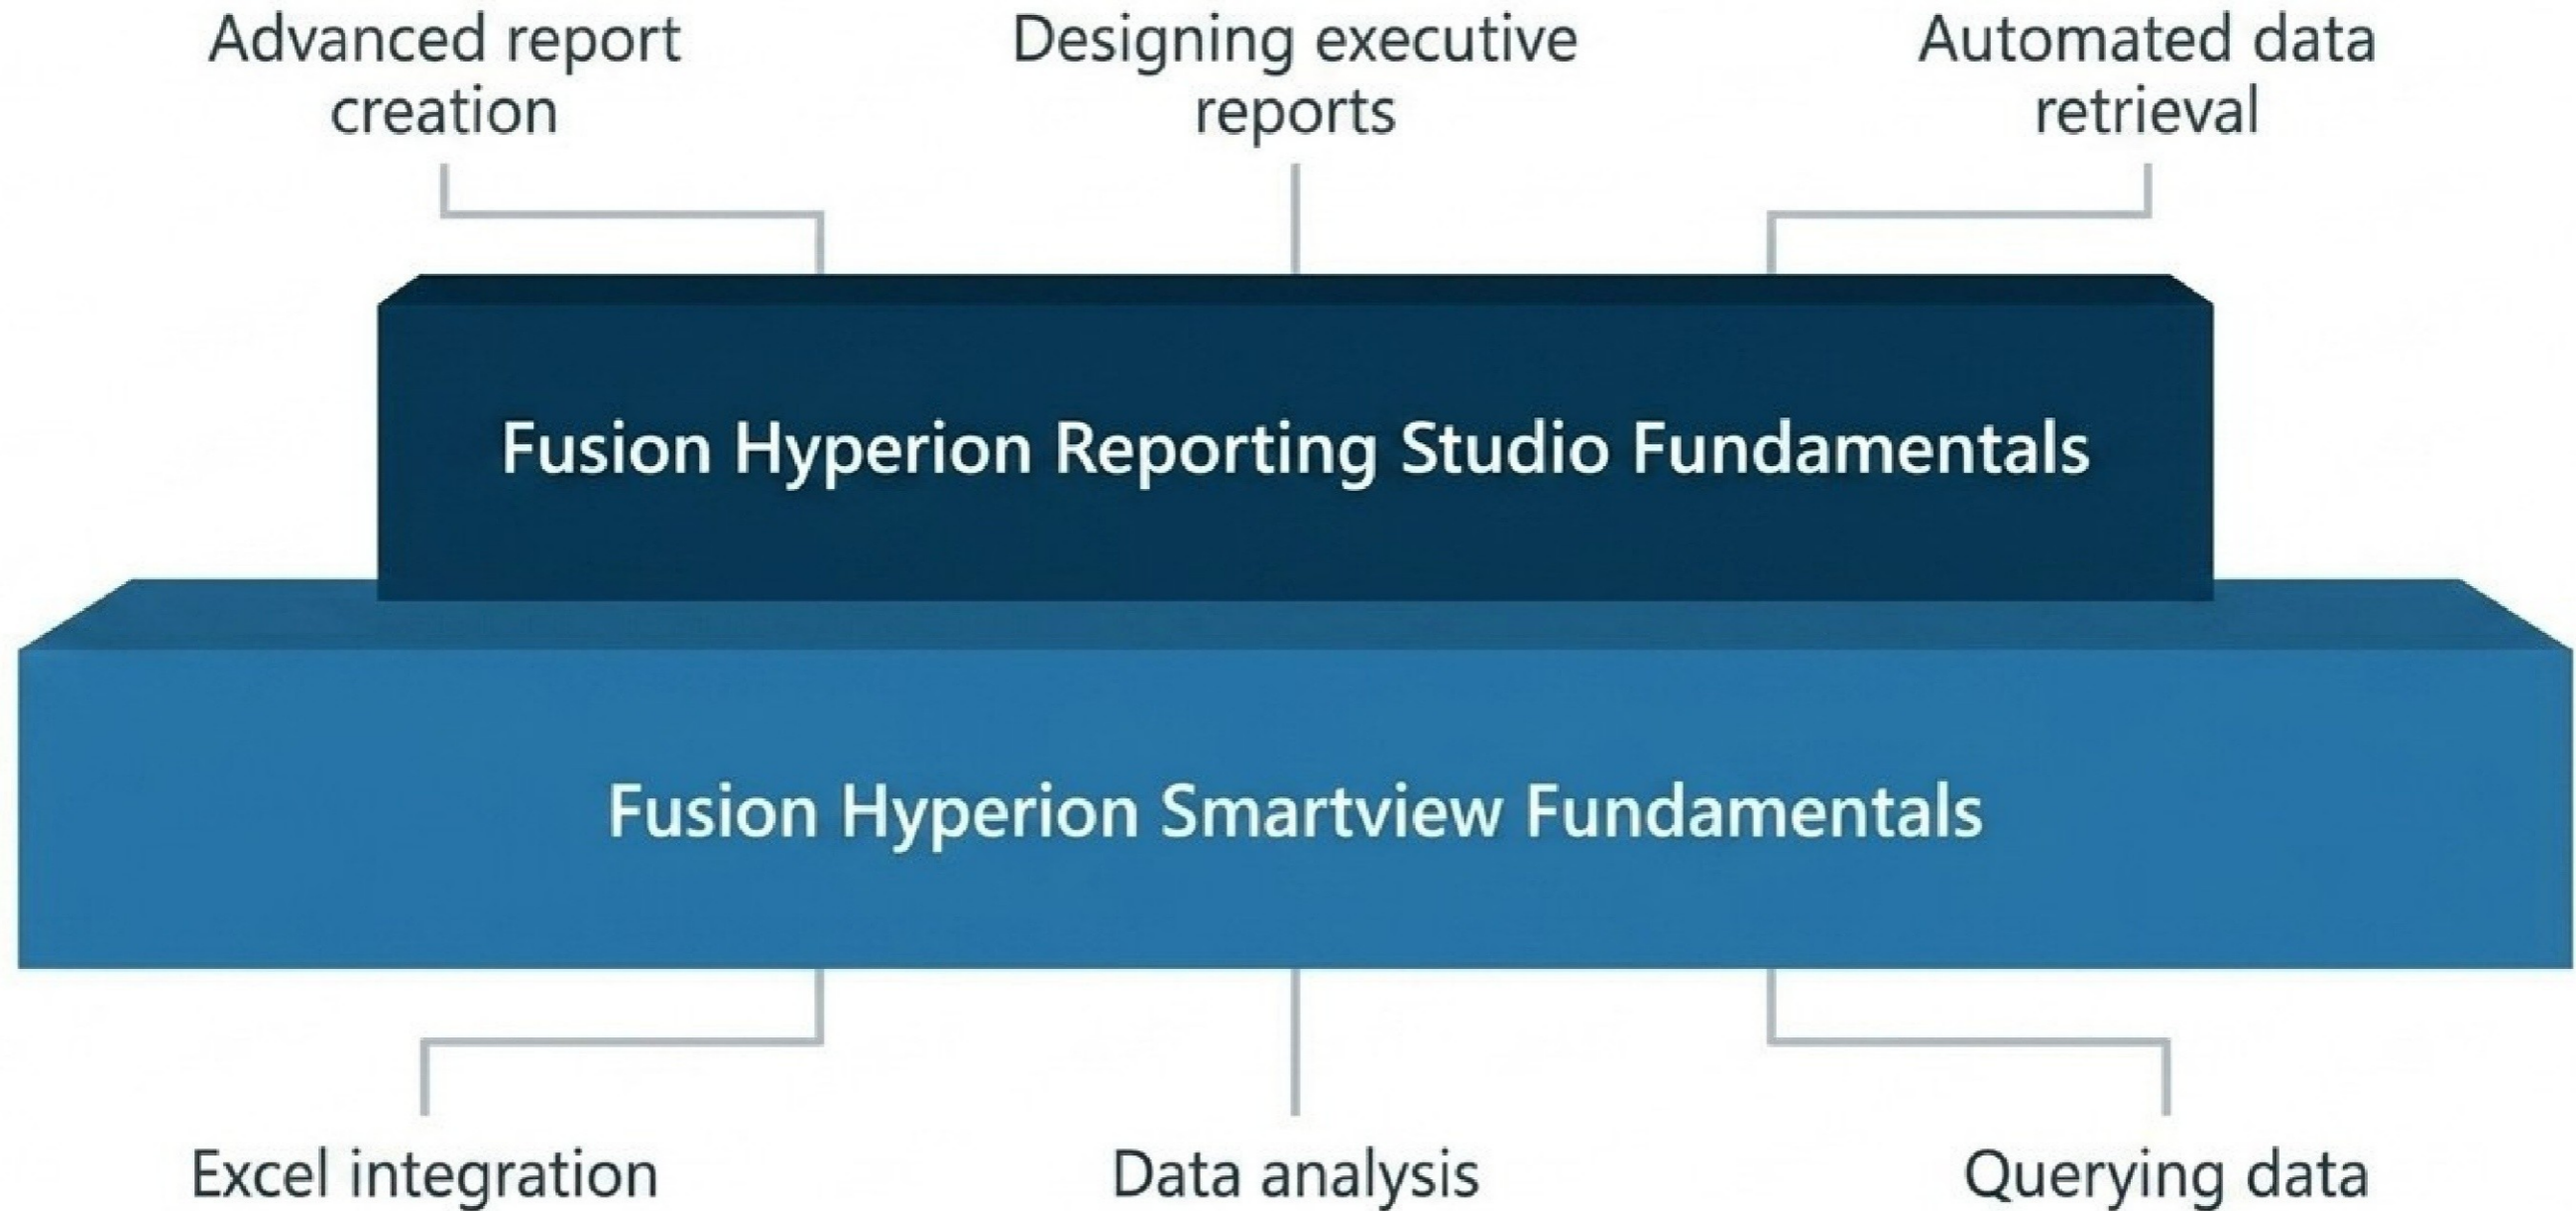 Advanced report
creation
Designing executive
reports
Automated data
retrieval
Fusion Hyperion Reporting Studio Fundamentals
Fusion Hyperion Smartview Fundamentals
Excel integration
Data analysis
Querying data